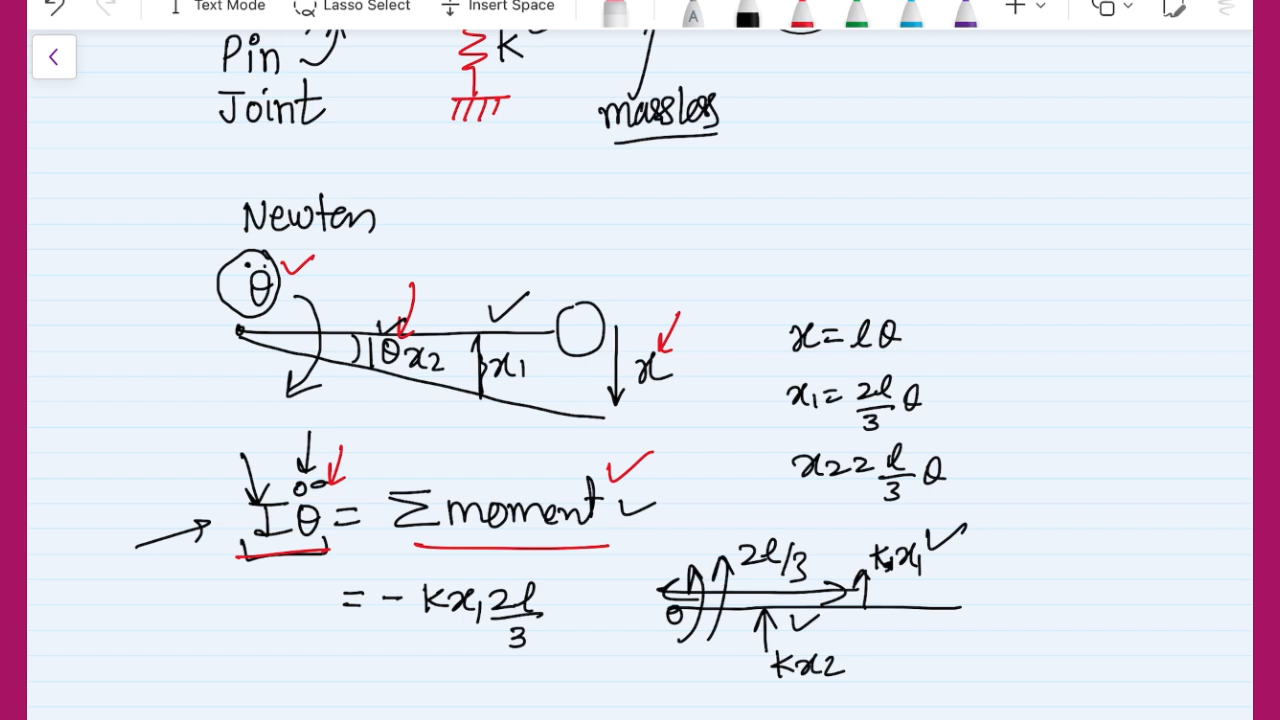 Text Mode
Lasso Select
Insert Space
A
Pin
K
Joint
massless
Newton
θ̈
θ x2
x1
x
x = lθ
x1 = 2l/3 θ
x2 = l/3 θ
Iθ̈ = Σ moment
2l/3
k1x1
= - Kx1 2l/3
θ
Kx2